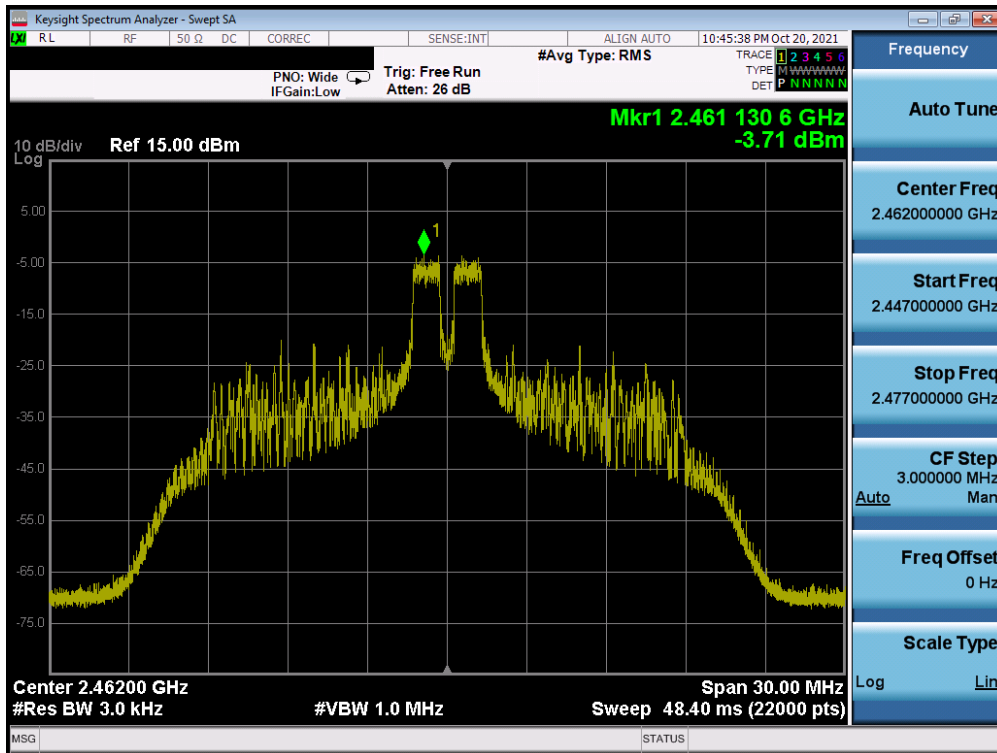 Keysight Spectrum Analyzer - Swept SA
LXI RL RF 50 Ω DC CORREC SENSE:INT ALIGN AUTO 10:45:38 PM Oct 20, 2021
PNO: Wide Trig: Free Run #Avg Type: RMS TRACE 1 2 3 4 5 6
IFGain:Low Atten: 26 dB TYPE M WWWWW
DET P N N N N N
Mkr1 2.461 130 6 GHz
-3.71 dBm
10 dB/div Ref 15.00 dBm
Log
1
5.00
-5.00
-15.0
-25.0
-35.0
-45.0
-55.0
-65.0
-75.0
Center 2.46200 GHz Span 30.00 MHz
#Res BW 3.0 kHz #VBW 1.0 MHz Sweep 48.40 ms (22000 pts)
MSG STATUS
Frequency
Auto Tune
Center Freq
2.462000000 GHz
Start Freq
2.447000000 GHz
Stop Freq
2.477000000 GHz
CF Step
3.000000 MHz
Auto Man
Freq Offset
0 Hz
Scale Type
Log Lin